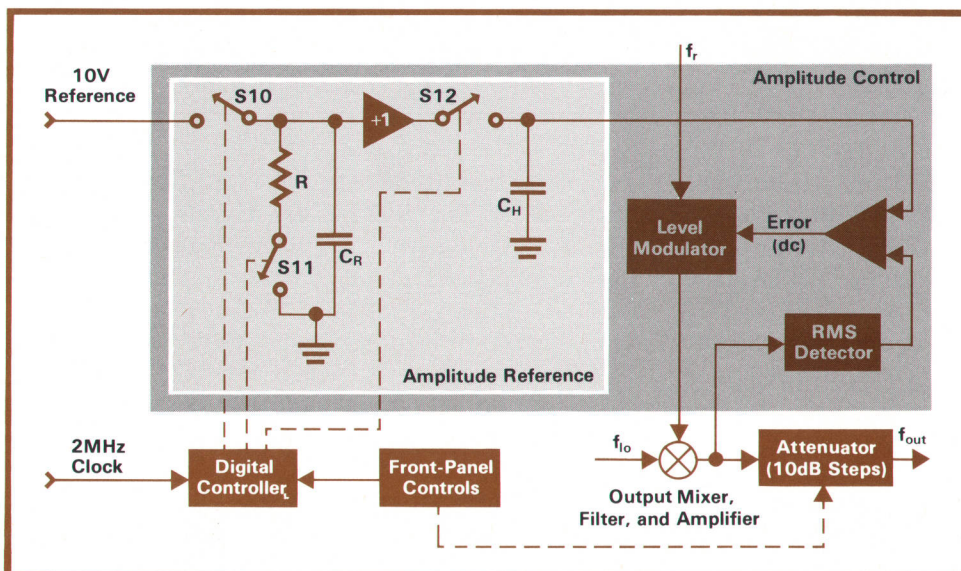 10V
Reference
S10
+1
S12
f_r
Amplitude Control
R
S11
C_R
C_H
Level
Modulator
Error
(dc)
RMS
Detector
Amplitude Reference
2MHz
Clock
Digital
Controller
Front-Panel
Controls
f_lo
Output Mixer,
Filter, and Amplifier
Attenuator
(10dB Steps)
f_out